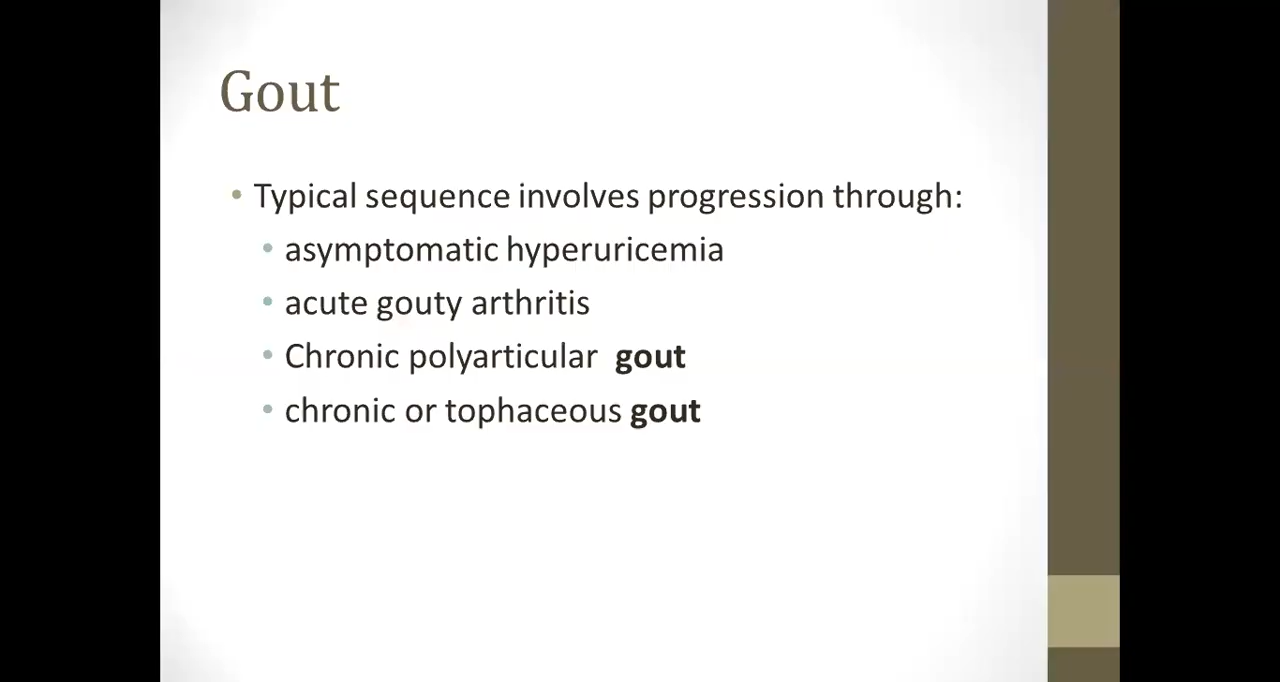 Gout
• Typical sequence involves progression through:
• asymptomatic hyperuricemia
• acute gouty arthritis
• Chronic polyarticular gout
• chronic or tophaceous gout